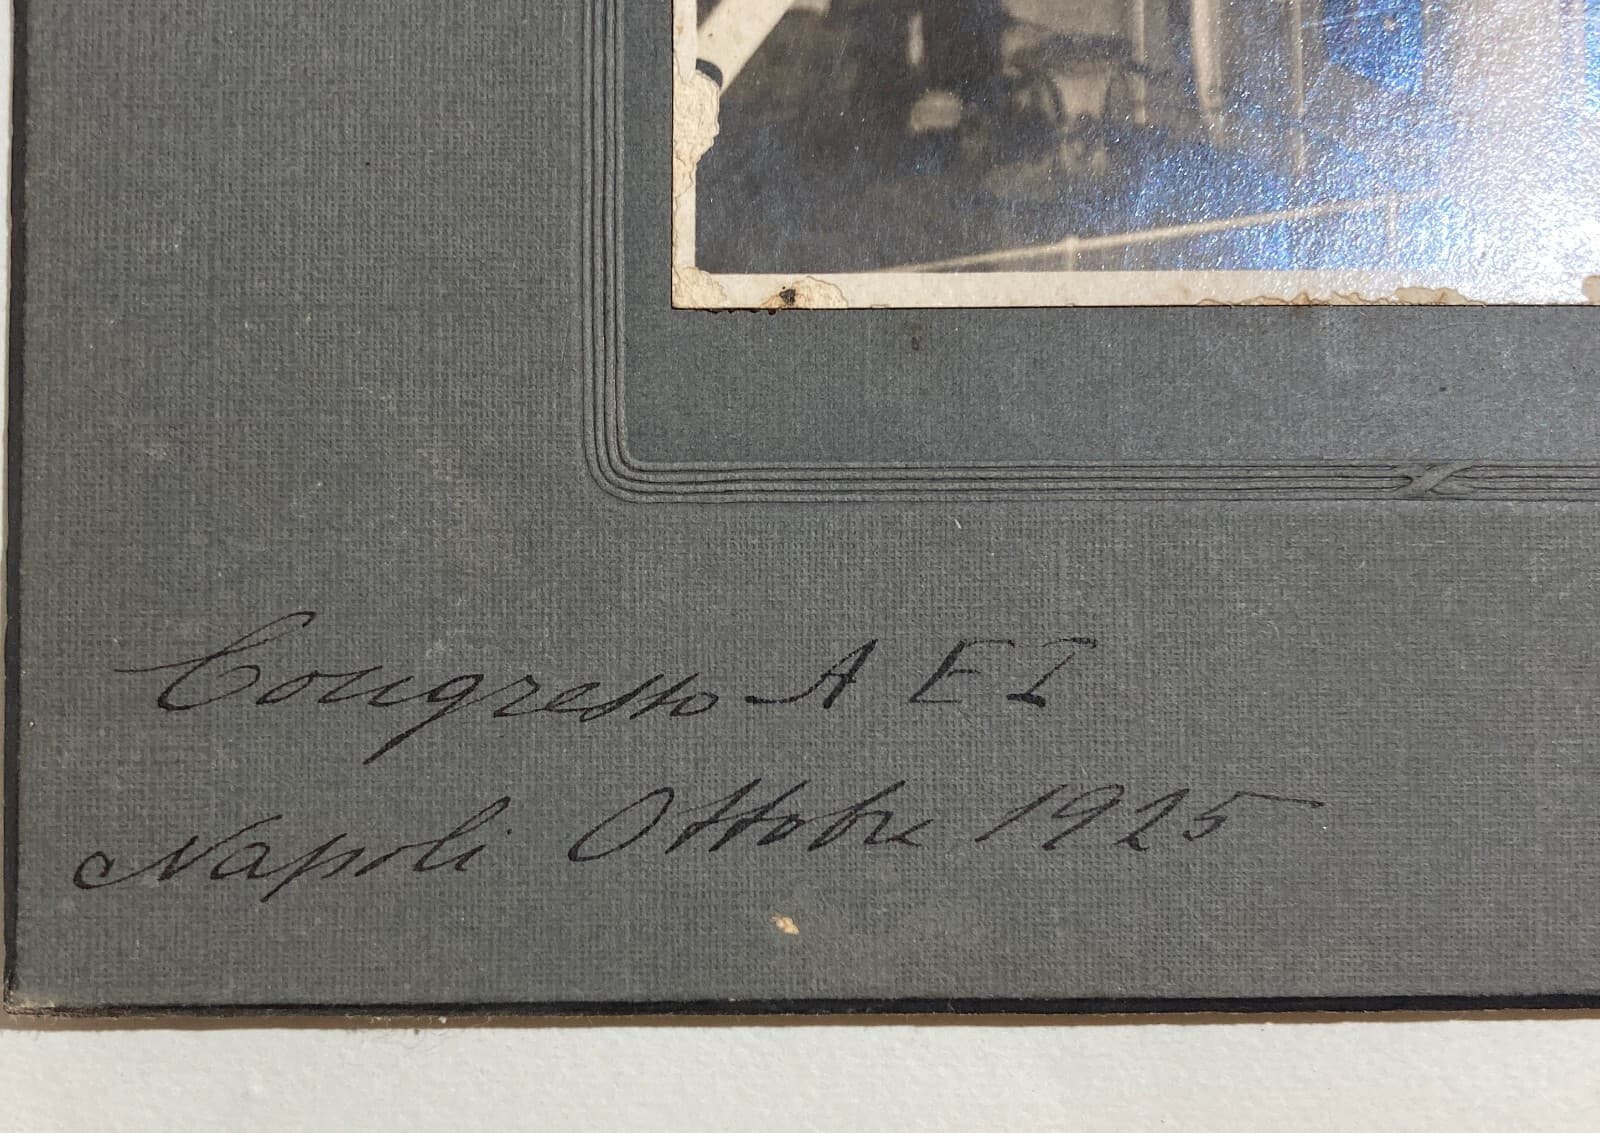 Congresso A E I
Napoli Ottobre 1925